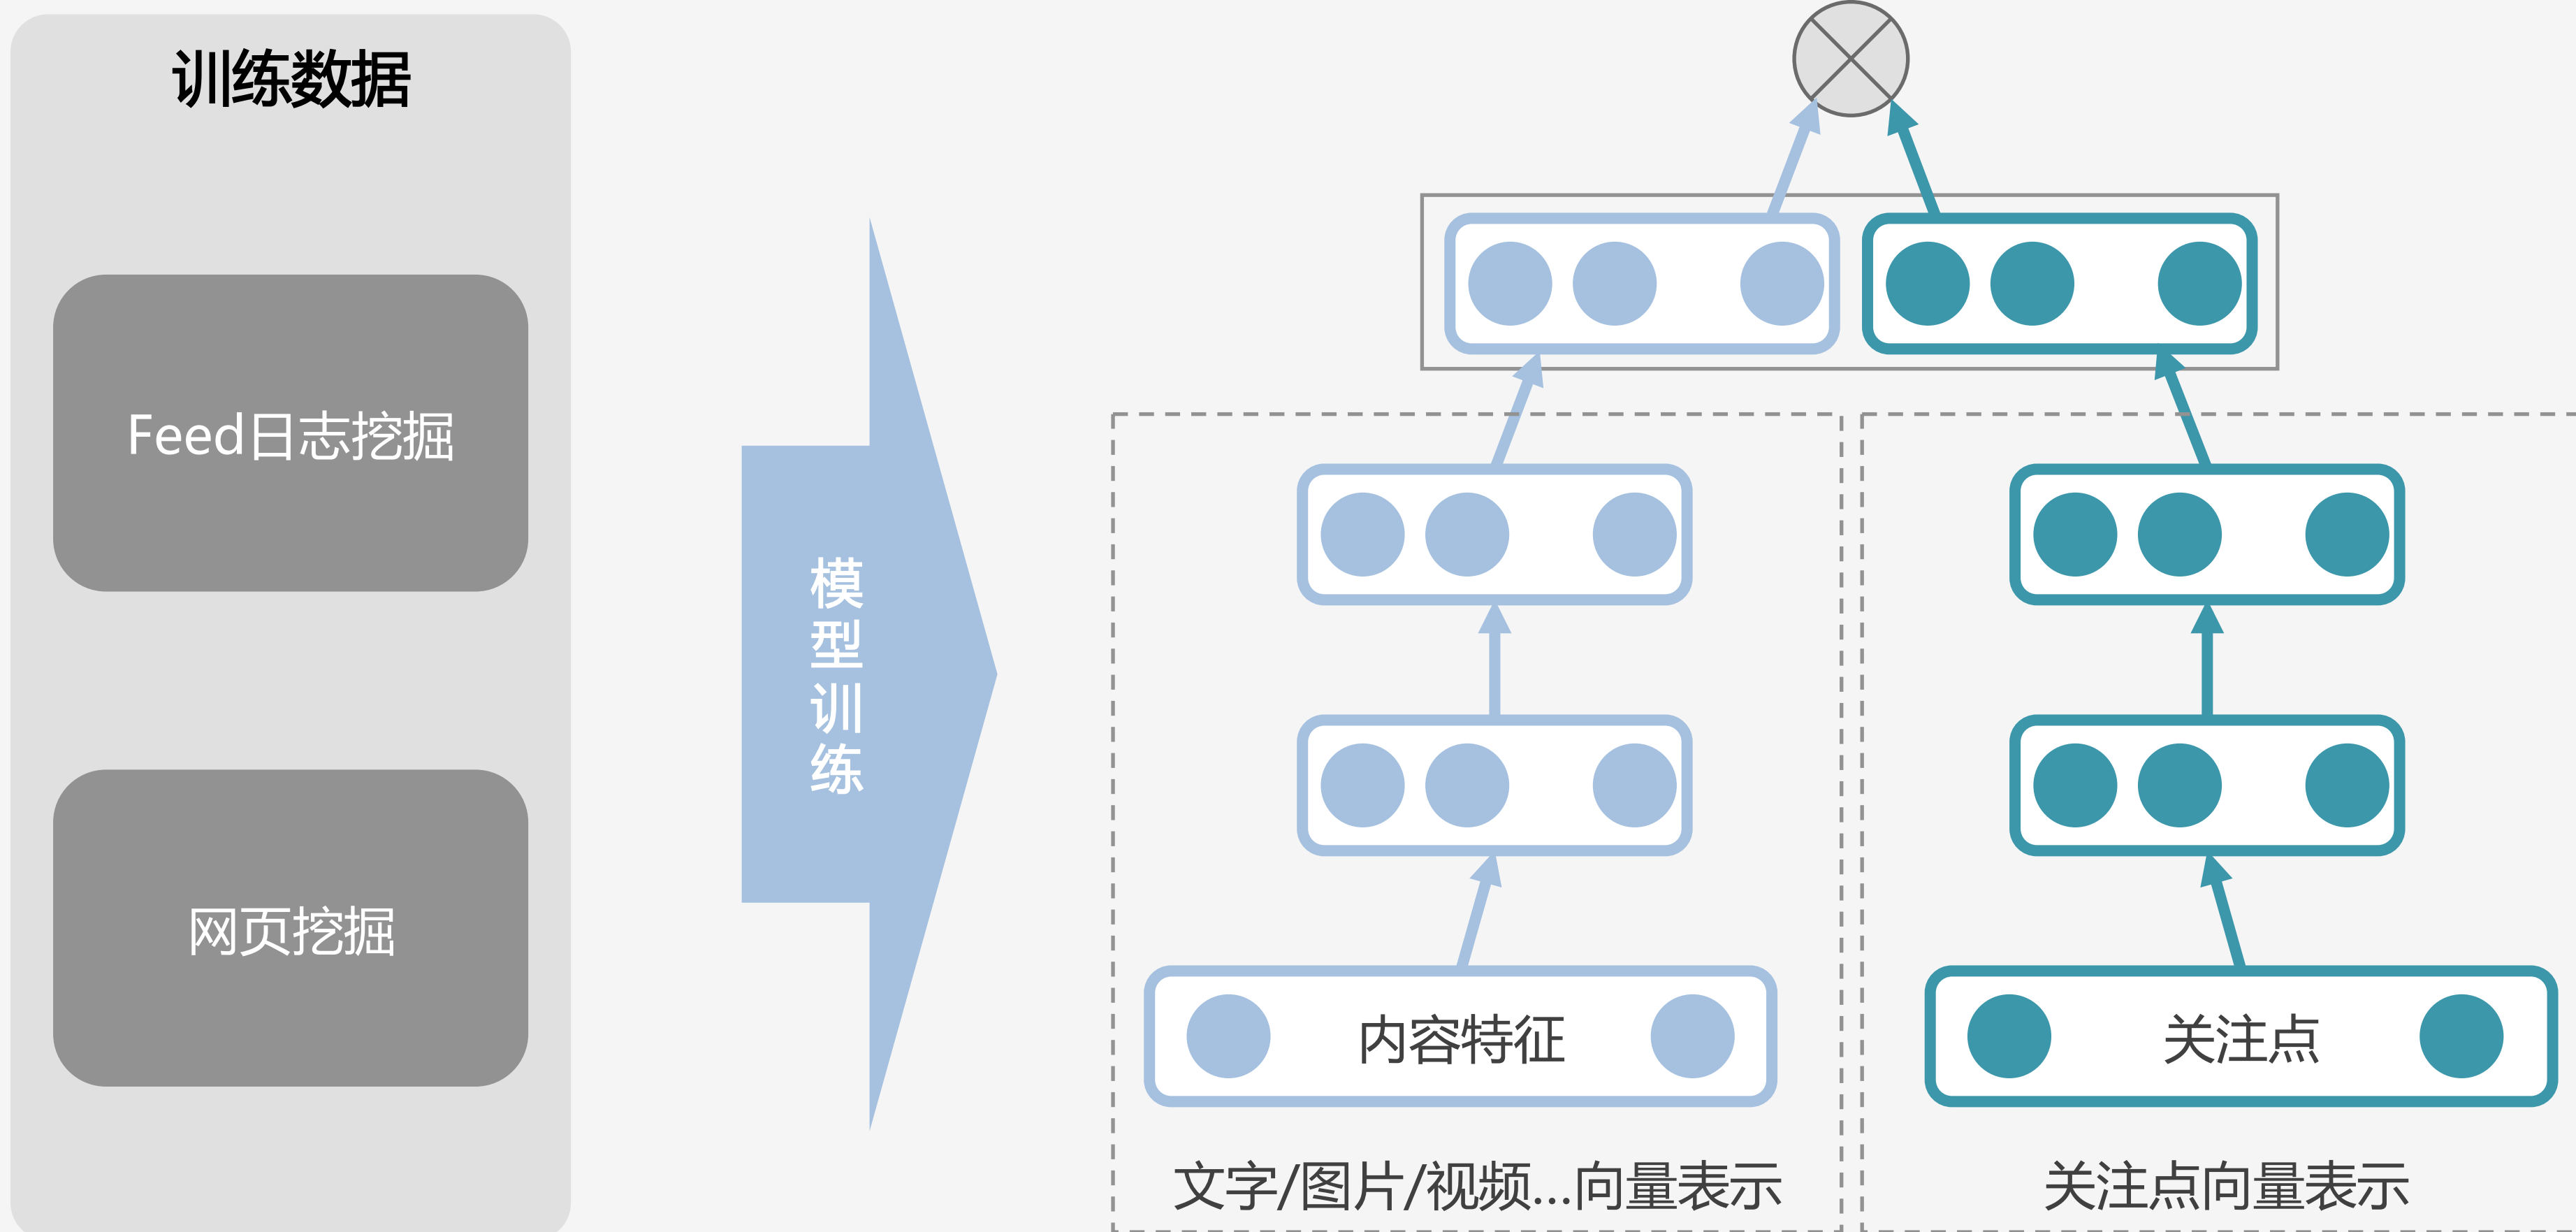 训练数据
Feed日志挖掘
网页挖掘
模型训练
内容特征
文字/图片/视频...向量表示
关注点
关注点向量表示